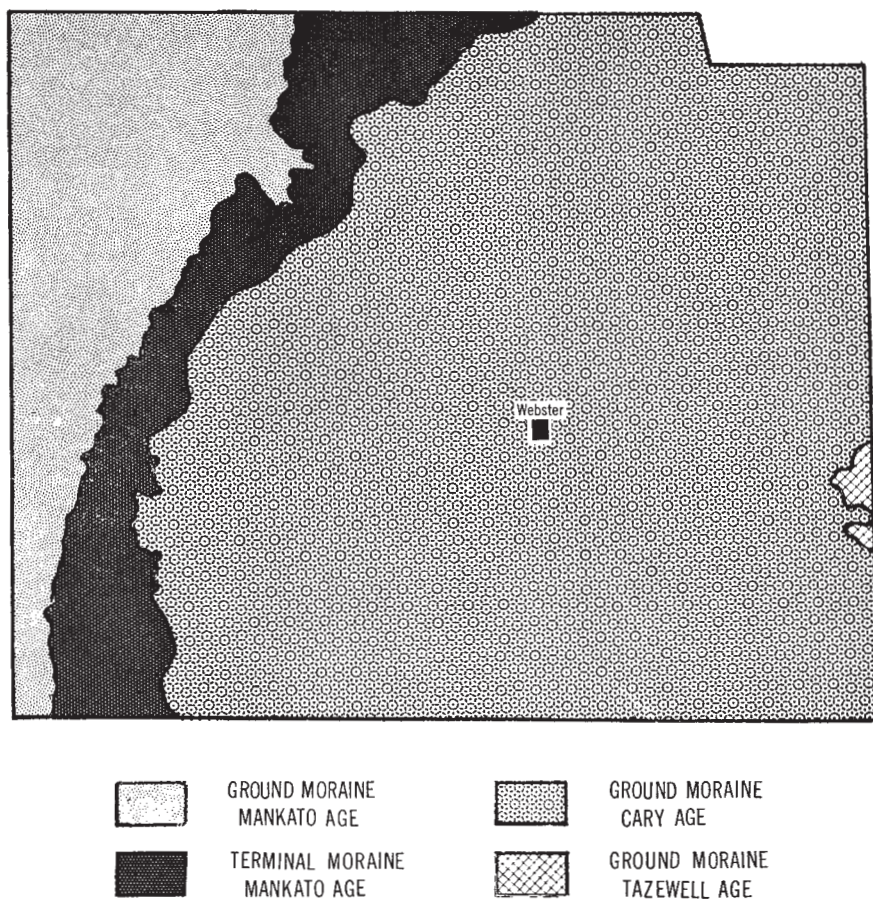 Webster
GROUND MORAINE
MANKATO AGE
GROUND MORAINE
CARY AGE
TERMINAL MORAINE
MANKATO AGE
GROUND MORAINE
TAZEWELL AGE